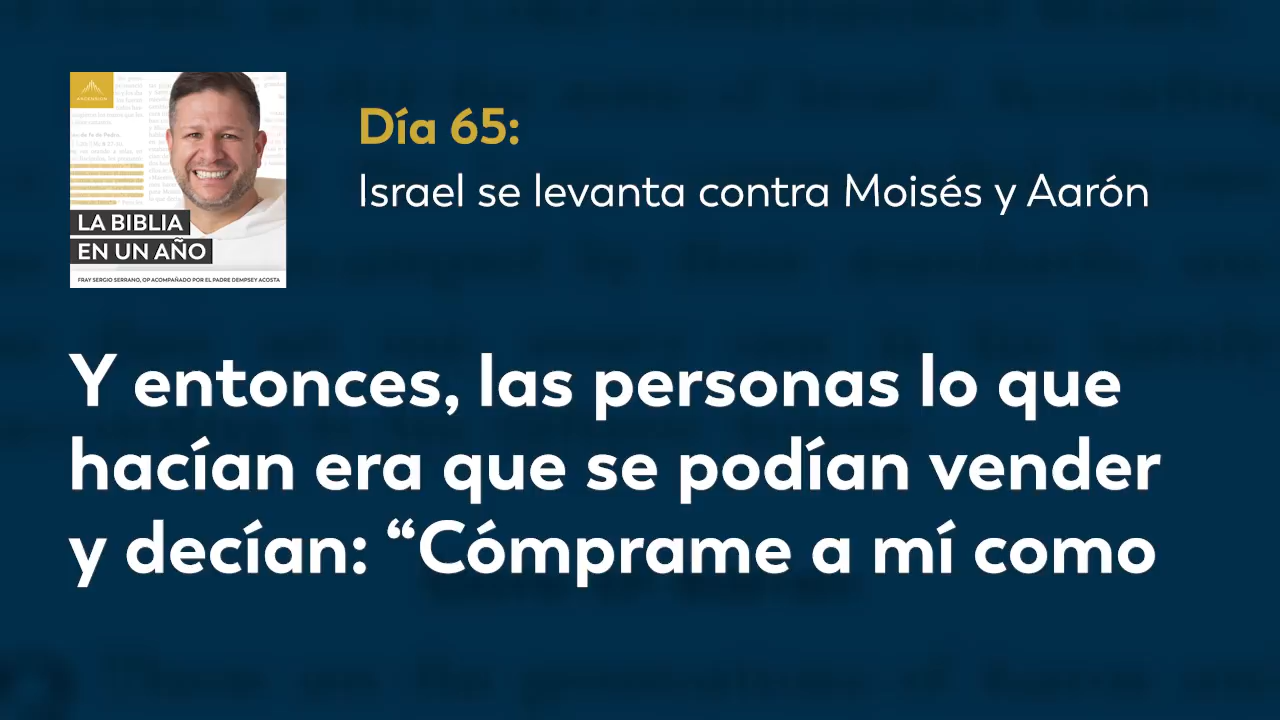 ASCENSION
LA BIBLIA
EN UN AÑO
FRAY SERGIO SERRANO, OP ACOMPAÑADO POR EL PADRE DEMPSEY ACOSTA
Día 65:
Israel se levanta contra Moisés y Aarón
Y entonces, las personas lo que
hacían era que se podían vender
y decían: “Cómprame a mí como